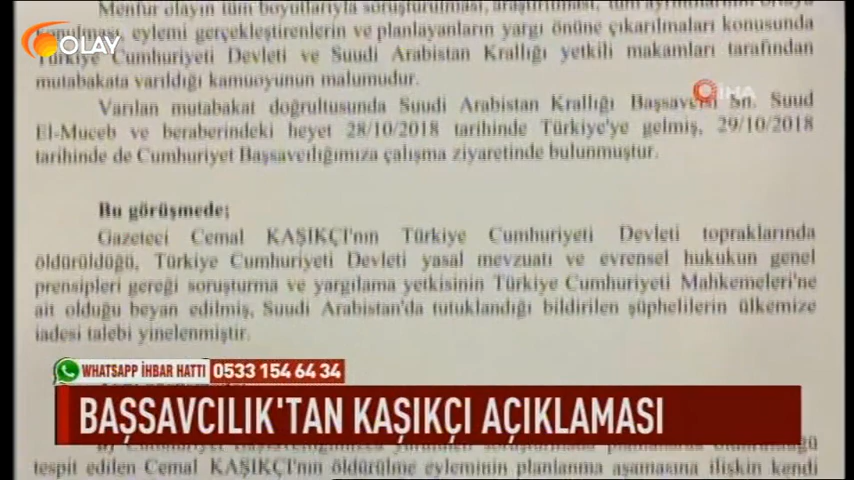 Menfur olayın tüm boyutlarıyla soruşturulması, araştırılması, tüm
eylemi gerçekleştirenlerin ve planlayanların yargı önüne çıkarılmaları konusunda
Türkiye Cumhuriyeti Devleti ve Suudi Arabistan Krallığı yetkili makamları tarafından
mutabakata varıldığı kamuoyunun malumudur.
Varılan mutabakat doğrultusunda Suudi Arabistan Krallığı Başsavcısı Sn. Suud
El-Muceb ve beraberindeki heyet 28/10/2018 tarihinde Türkiye'ye gelmiş, 29/10/2018
tarihinde de Cumhuriyet Başsavcılığımıza çalışma ziyaretinde bulunmuştur.
Bu görüşmede;
Gazeteci Cemal KAŞIKÇI'nın Türkiye Cumhuriyeti Devleti topraklarında
öldürüldüğü, Türkiye Cumhuriyeti Devleti yasal mevzuatı ve evrensel hukukun genel
prensipleri gereği soruşturma ve yargılama yetkisinin Türkiye Cumhuriyeti Mahkemeleri'ne
ait olduğu beyan edilmiş, Suudi Arabistan'da tutuklandığı bildirilen şüphelilerin ülkemize
iadesi talebi yinelenmiştir.
OLAY
İHA
WHATSAPP İHBAR HATTI 0533 154 64 34
BAŞSAVCILIK'TAN KAŞIKÇI AÇIKLAMASI
tespit edilen Cemal KAŞIKÇI'nın öldürülme eyleminin planlanma aşamasına ilişkin kendi